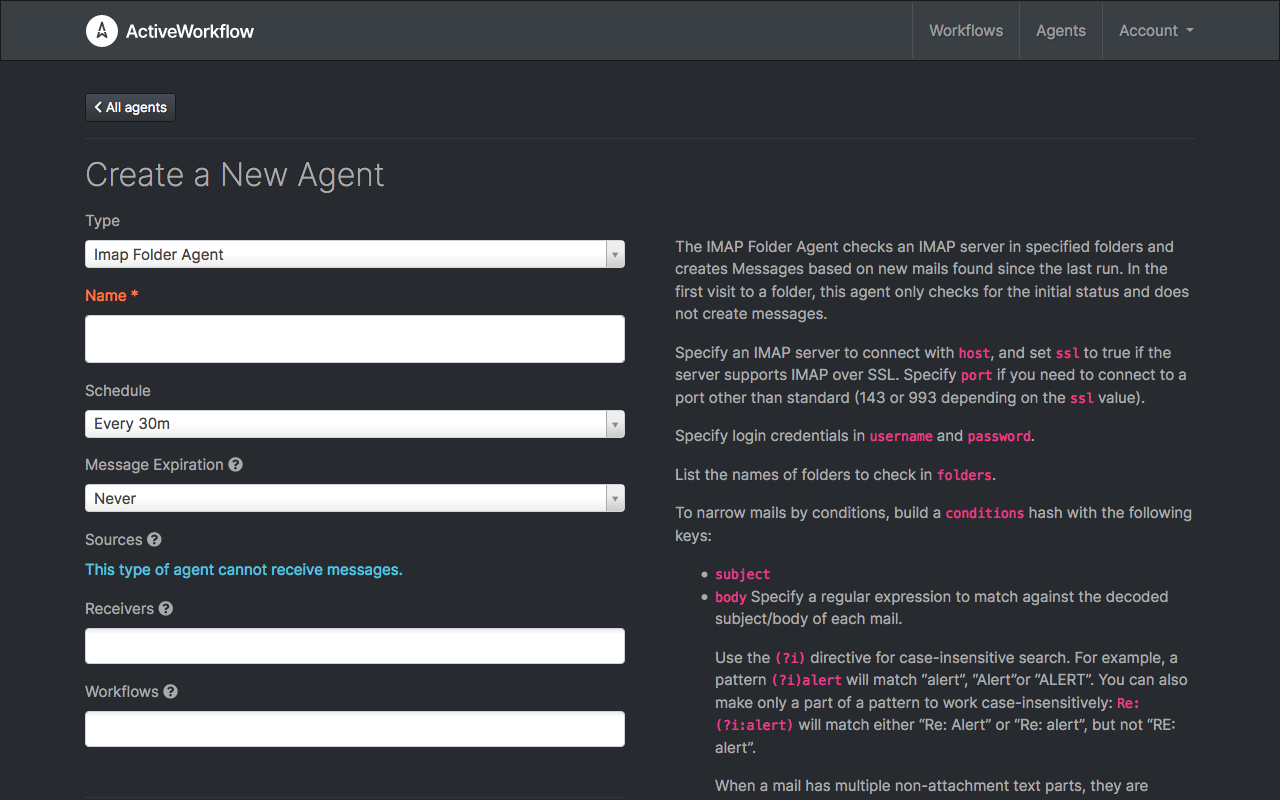 ActiveWorkflow
Workflows
Agents
Account
All agents
Create a New Agent
Type
Imap Folder Agent
Name *
Schedule
Every 30m
Message Expiration
Never
Sources
This type of agent cannot receive messages.
Receivers
Workflows
The IMAP Folder Agent checks an IMAP server in specified folders and
creates Messages based on new mails found since the last run. In the
first visit to a folder, this agent only checks for the initial status and does
not create messages.
Specify an IMAP server to connect with host, and set ssl to true if the
server supports IMAP over SSL. Specify port if you need to connect to a
port other than standard (143 or 993 depending on the ssl value).
Specify login credentials in username and password.
List the names of folders to check in folders.
To narrow mails by conditions, build a conditions hash with the following
keys:
• subject
• body Specify a regular expression to match against the decoded
subject/body of each mail.
Use the (?i) directive for case-insensitive search. For example, a
pattern (?i)alert will match “alert”, “Alert”or “ALERT”. You can also
make only a part of a pattern to work case-insensitively: Re:
(?i:alert) will match either “Re: Alert” or “Re: alert”, but not “RE:
alert”.
When a mail has multiple non-attachment text parts, they are